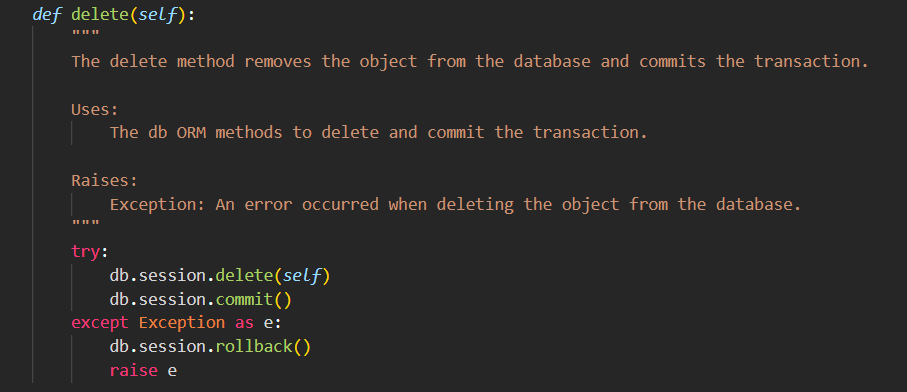 def delete(self):
"""
The delete method removes the object from the database and commits the transaction.
Uses:
The db ORM methods to delete and commit the transaction.
Raises:
Exception: An error occurred when deleting the object from the database.
"""
try:
db.session.delete(self)
db.session.commit()
except Exception as e:
db.session.rollback()
raise e